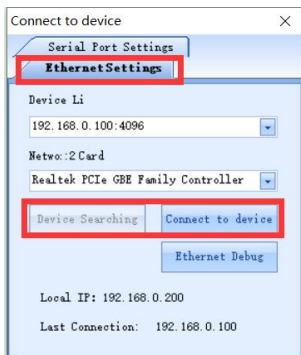 Connect to device
Serial Port Settings
EthernetSettings
Device Li
192.168.0.100:4096
Netwo::2 Card
Realtek PCIe GBE Family Controller
Device Searching Connect to device
Ethernet Debug
Local IP: 192.168.0.200
Last Connection: 192.168.0.100